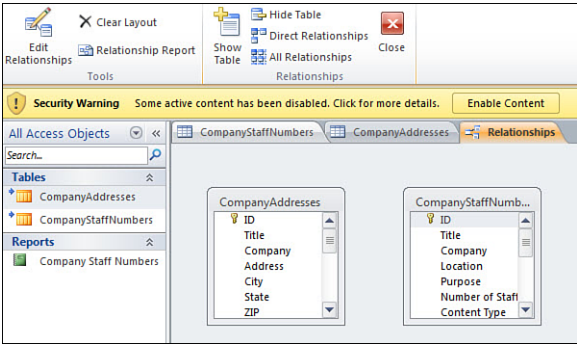 Edit Relationships
Clear Layout
Relationship Report
Tools
Show Table
Hide Table
Direct Relationships
All Relationships
Relationships
Close
Security Warning Some active content has been disabled. Click for more details. Enable Content
All Access Objects
Search...
Tables
CompanyAddresses
CompanyStaffNumbers
Reports
Company Staff Numbers
CompanyStaffNumbers CompanyAddresses Relationships
CompanyAddresses
ID
Title
Company
Address
City
State
ZIP
CompanyStaffNumb...
ID
Title
Company
Location
Purpose
Number of Staff
Content Type